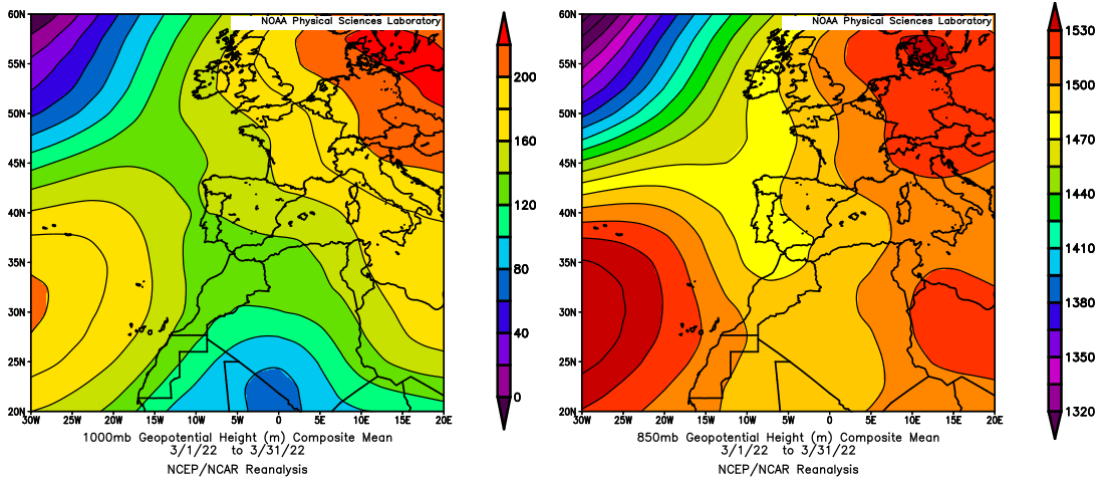 NOAA Physical Sciences Laboratory
60N
55N
50N
45N
40N
35N
30N
25N
20N
30W 25W 20W 15W 10W 5W 0 5E 10E 15E 20E
200
160
120
80
40
0
1000mb Geopotential Height (m) Composite Mean
3/1/22 to 3/31/22
NCEP/NCAR Reanalysis
NOAA Physical Sciences Laboratory
60N
55N
50N
45N
40N
35N
30N
25N
20N
30W 25W 20W 15W 10W 5W 0 5E 10E 15E 20E
1530
1500
1470
1440
1410
1380
1350
1320
850mb Geopotential Height (m) Composite Mean
3/1/22 to 3/31/22
NCEP/NCAR Reanalysis